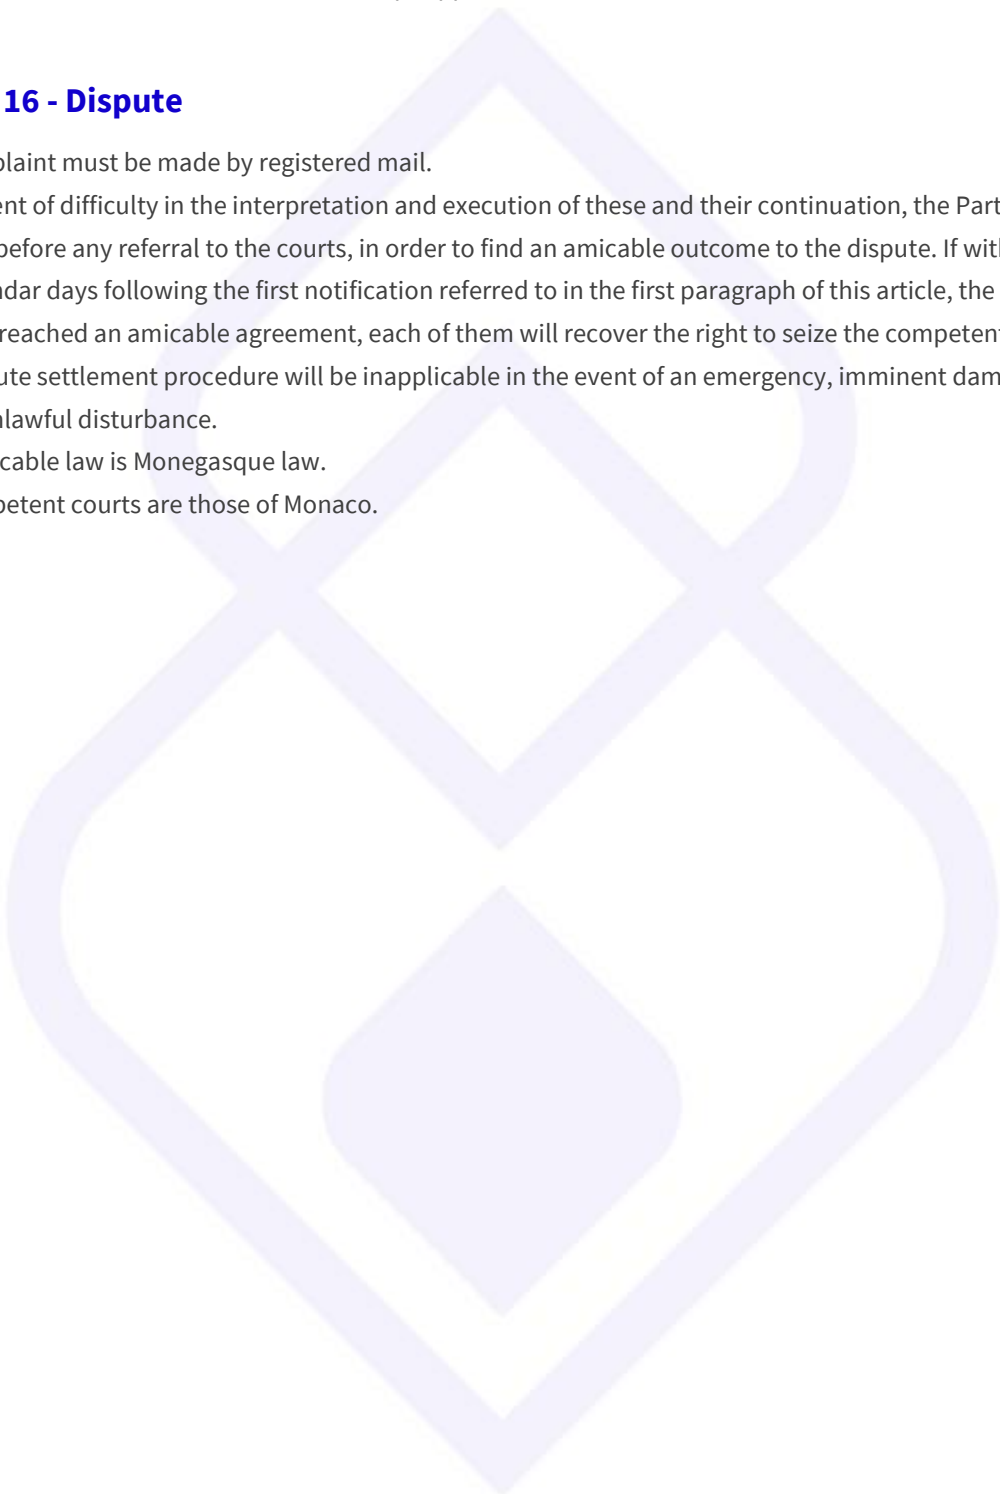 16 - Dispute
plaint must be made by registered mail.
ent of difficulty in the interpretation and execution of these and their continuation, the Part
before any referral to the courts, in order to find an amicable outcome to the dispute. If with
ndar days following the first notification referred to in the first paragraph of this article, the
reached an amicable agreement, each of them will recover the right to seize the competent
ute settlement procedure will be inapplicable in the event of an emergency, imminent dam
nlawful disturbance.
cable law is Monegasque law.
petent courts are those of Monaco.